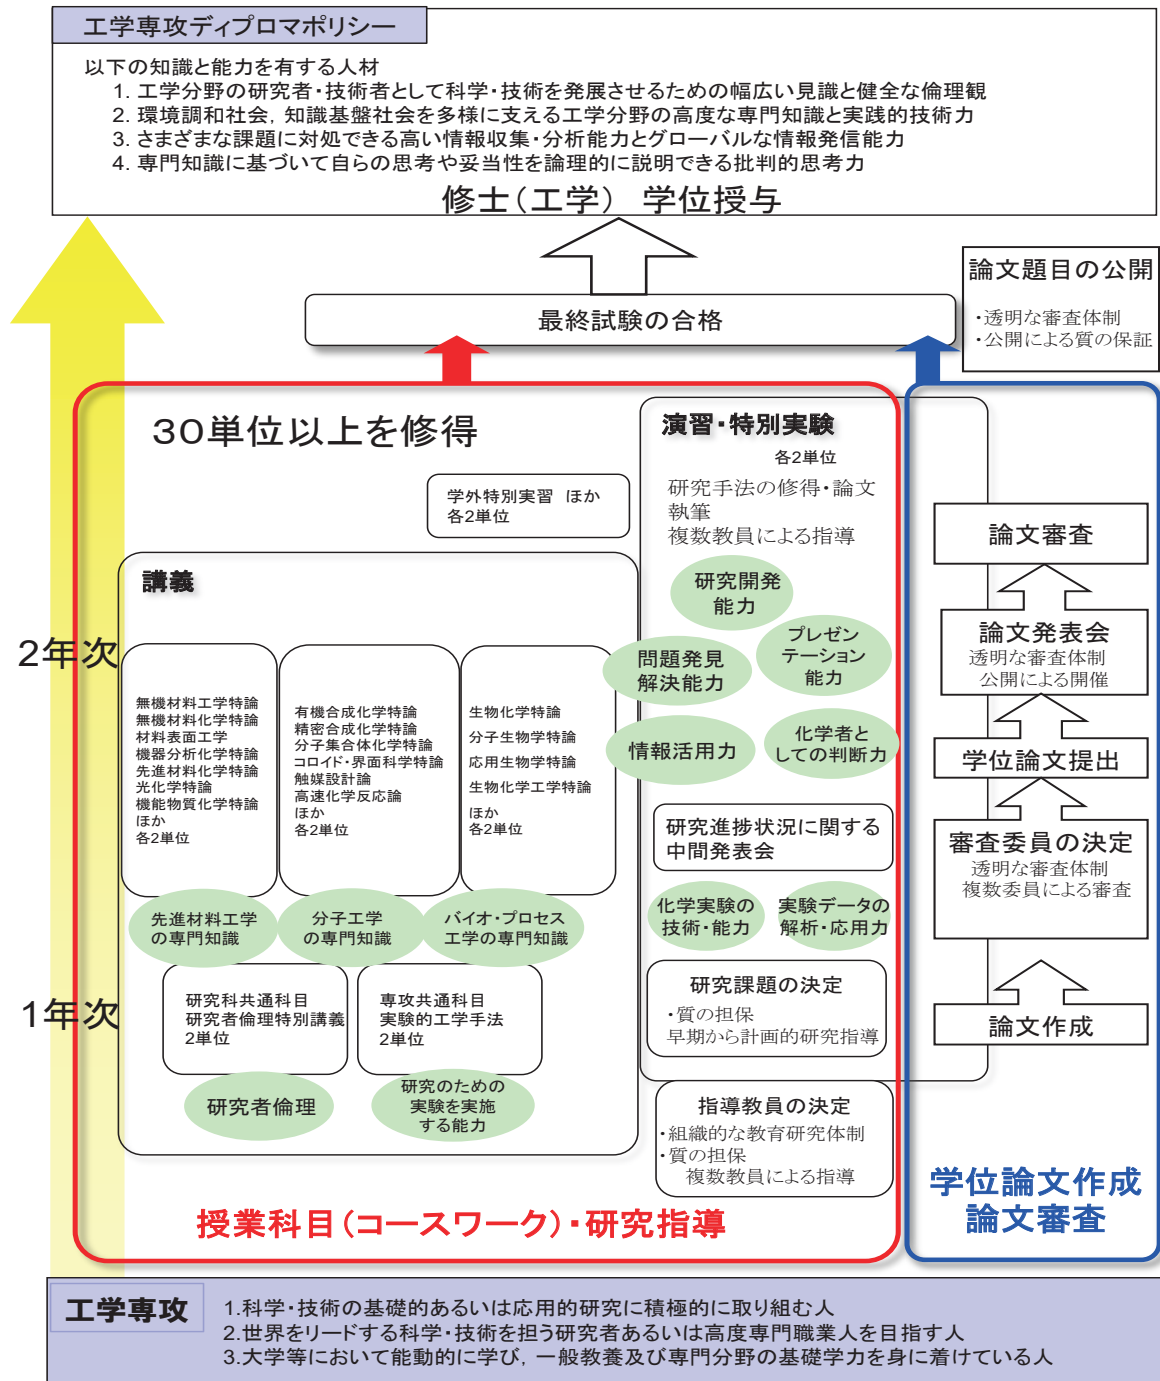 工学専攻ディプロマポリシー
以下の知識と能力を有する人材
1. 工学分野の研究者・技術者として科学・技術を発展させるための幅広い見識と健全な倫理観
2. 環境調和社会，知識基盤社会を多様に支える工学分野の高度な専門知識と実践的技術力
3. さまざまな課題に対処できる高い情報収集・分析能力とグローバルな情報発信能力
4. 専門知識に基づいて自らの思考や妥当性を論理的に説明できる批判的思考力
修士（工学） 学位授与
論文題目の公開
・透明な審査体制
・公開による質の保証
最終試験の合格
30単位以上を修得
学外特別実習 ほか
各2単位
演習・特別実験
各2単位
研究手法の修得・論文
執筆
複数教員による指導
研究開発
能力
プレゼン
テーション
能力
問題発見
解決能力
情報活用力
化学者と
しての判断力
講義
2年次
無機材料工学特論
無機材料化学特論
材料表面工学
機器分析化学特論
先進材料化学特論
光化学特論
機能物質化学特論
ほか
各2単位
有機合成化学特論
精密合成化学特論
分子集合体化学特論
コロイド・界面科学特論
触媒設計論
高速化学反応論
ほか
各2単位
生物化学特論
分子生物学特論
応用生物学特論
生物化学工学特論
ほか
各2単位
研究進捗状況に関する
中間発表会
先進材料工学
の専門知識
分子工学
の専門知識
バイオ・プロセス
工学の専門知識
化学実験の
技術・能力
実験データの
解析・応用力
1年次
研究科共通科目
研究者倫理特別講義
2単位
専攻共通科目
実験的工学手法
2単位
研究課題の決定
・質の担保
早期から計画的研究指導
研究者倫理
研究のための
実験を実施
する能力
指導教員の決定
・組織的な教育研究体制
・質の担保
複数教員による指導
授業科目（コースワーク）・研究指導
論文審査
論文発表会
透明な審査体制
公開による開催
学位論文提出
審査委員の決定
透明な審査体制
複数委員による審査
論文作成
学位論文作成
論文審査
工学専攻
1.科学・技術の基礎的あるいは応用的研究に積極的に取り組む人
2.世界をリードする科学・技術を担う研究者あるいは高度専門職業人を目指す人
3.大学等において能動的に学び，一般教養及び専門分野の基礎学力を身に着けている人